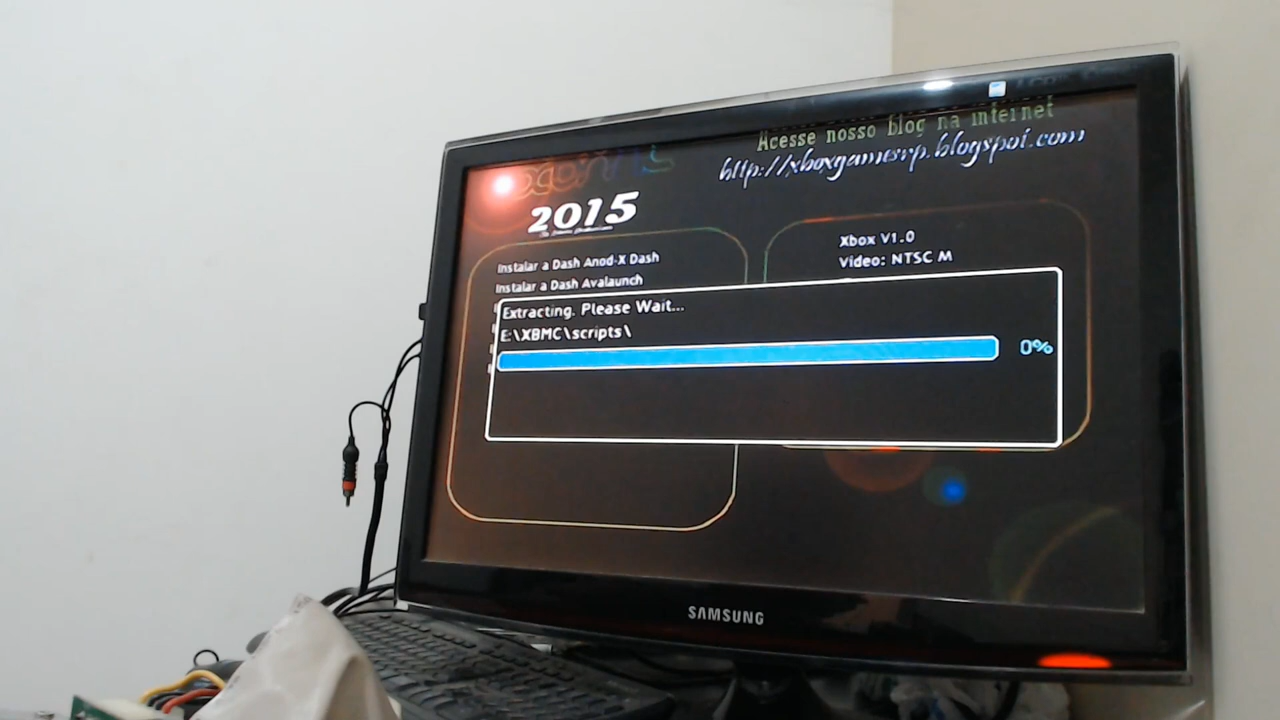 Acesse nosso blog na internet
http://xboxgamesrp.blogspot.com
2015
Instalar a Dash Anod-X Dash
Instalar a Dash Avalaunch
Xbox V1.0
Video: NTSC M
Extracting. Please Wait...
E:\XBMC\scripts\
0%
SAMSUNG